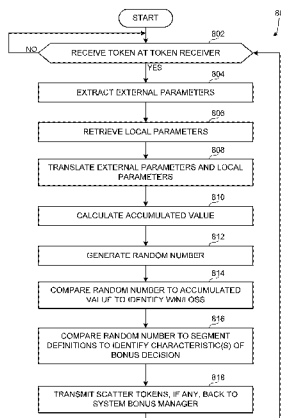 START
802
NO
RECEIVE TOKEN AT TOKEN RECEIVER
YES
804
EXTRACT EXTERNAL PARAMETERS
806
RETRIEVE LOCAL PARAMETERS
808
TRANSLATE EXTERNAL PARAMETERS AND LOCAL
PARAMETERS
810
CALCULATE ACCUMULATED VALUE
812
GENERATE RANDOM NUMBER
814
COMPARE RANDOM NUMBER TO ACCUMULATED
VALUE TO IDENTIFY WIN/LOSS
816
COMPARE RANDOM NUMBER TO SEGMENT
DEFINITIONS TO IDENTIFY CHARACTERISTIC(S) OF
BONUS DECISION
818
TRANSMIT SCATTER TOKENS, IF ANY, BACK TO
SYSTEM BONUS MANAGER